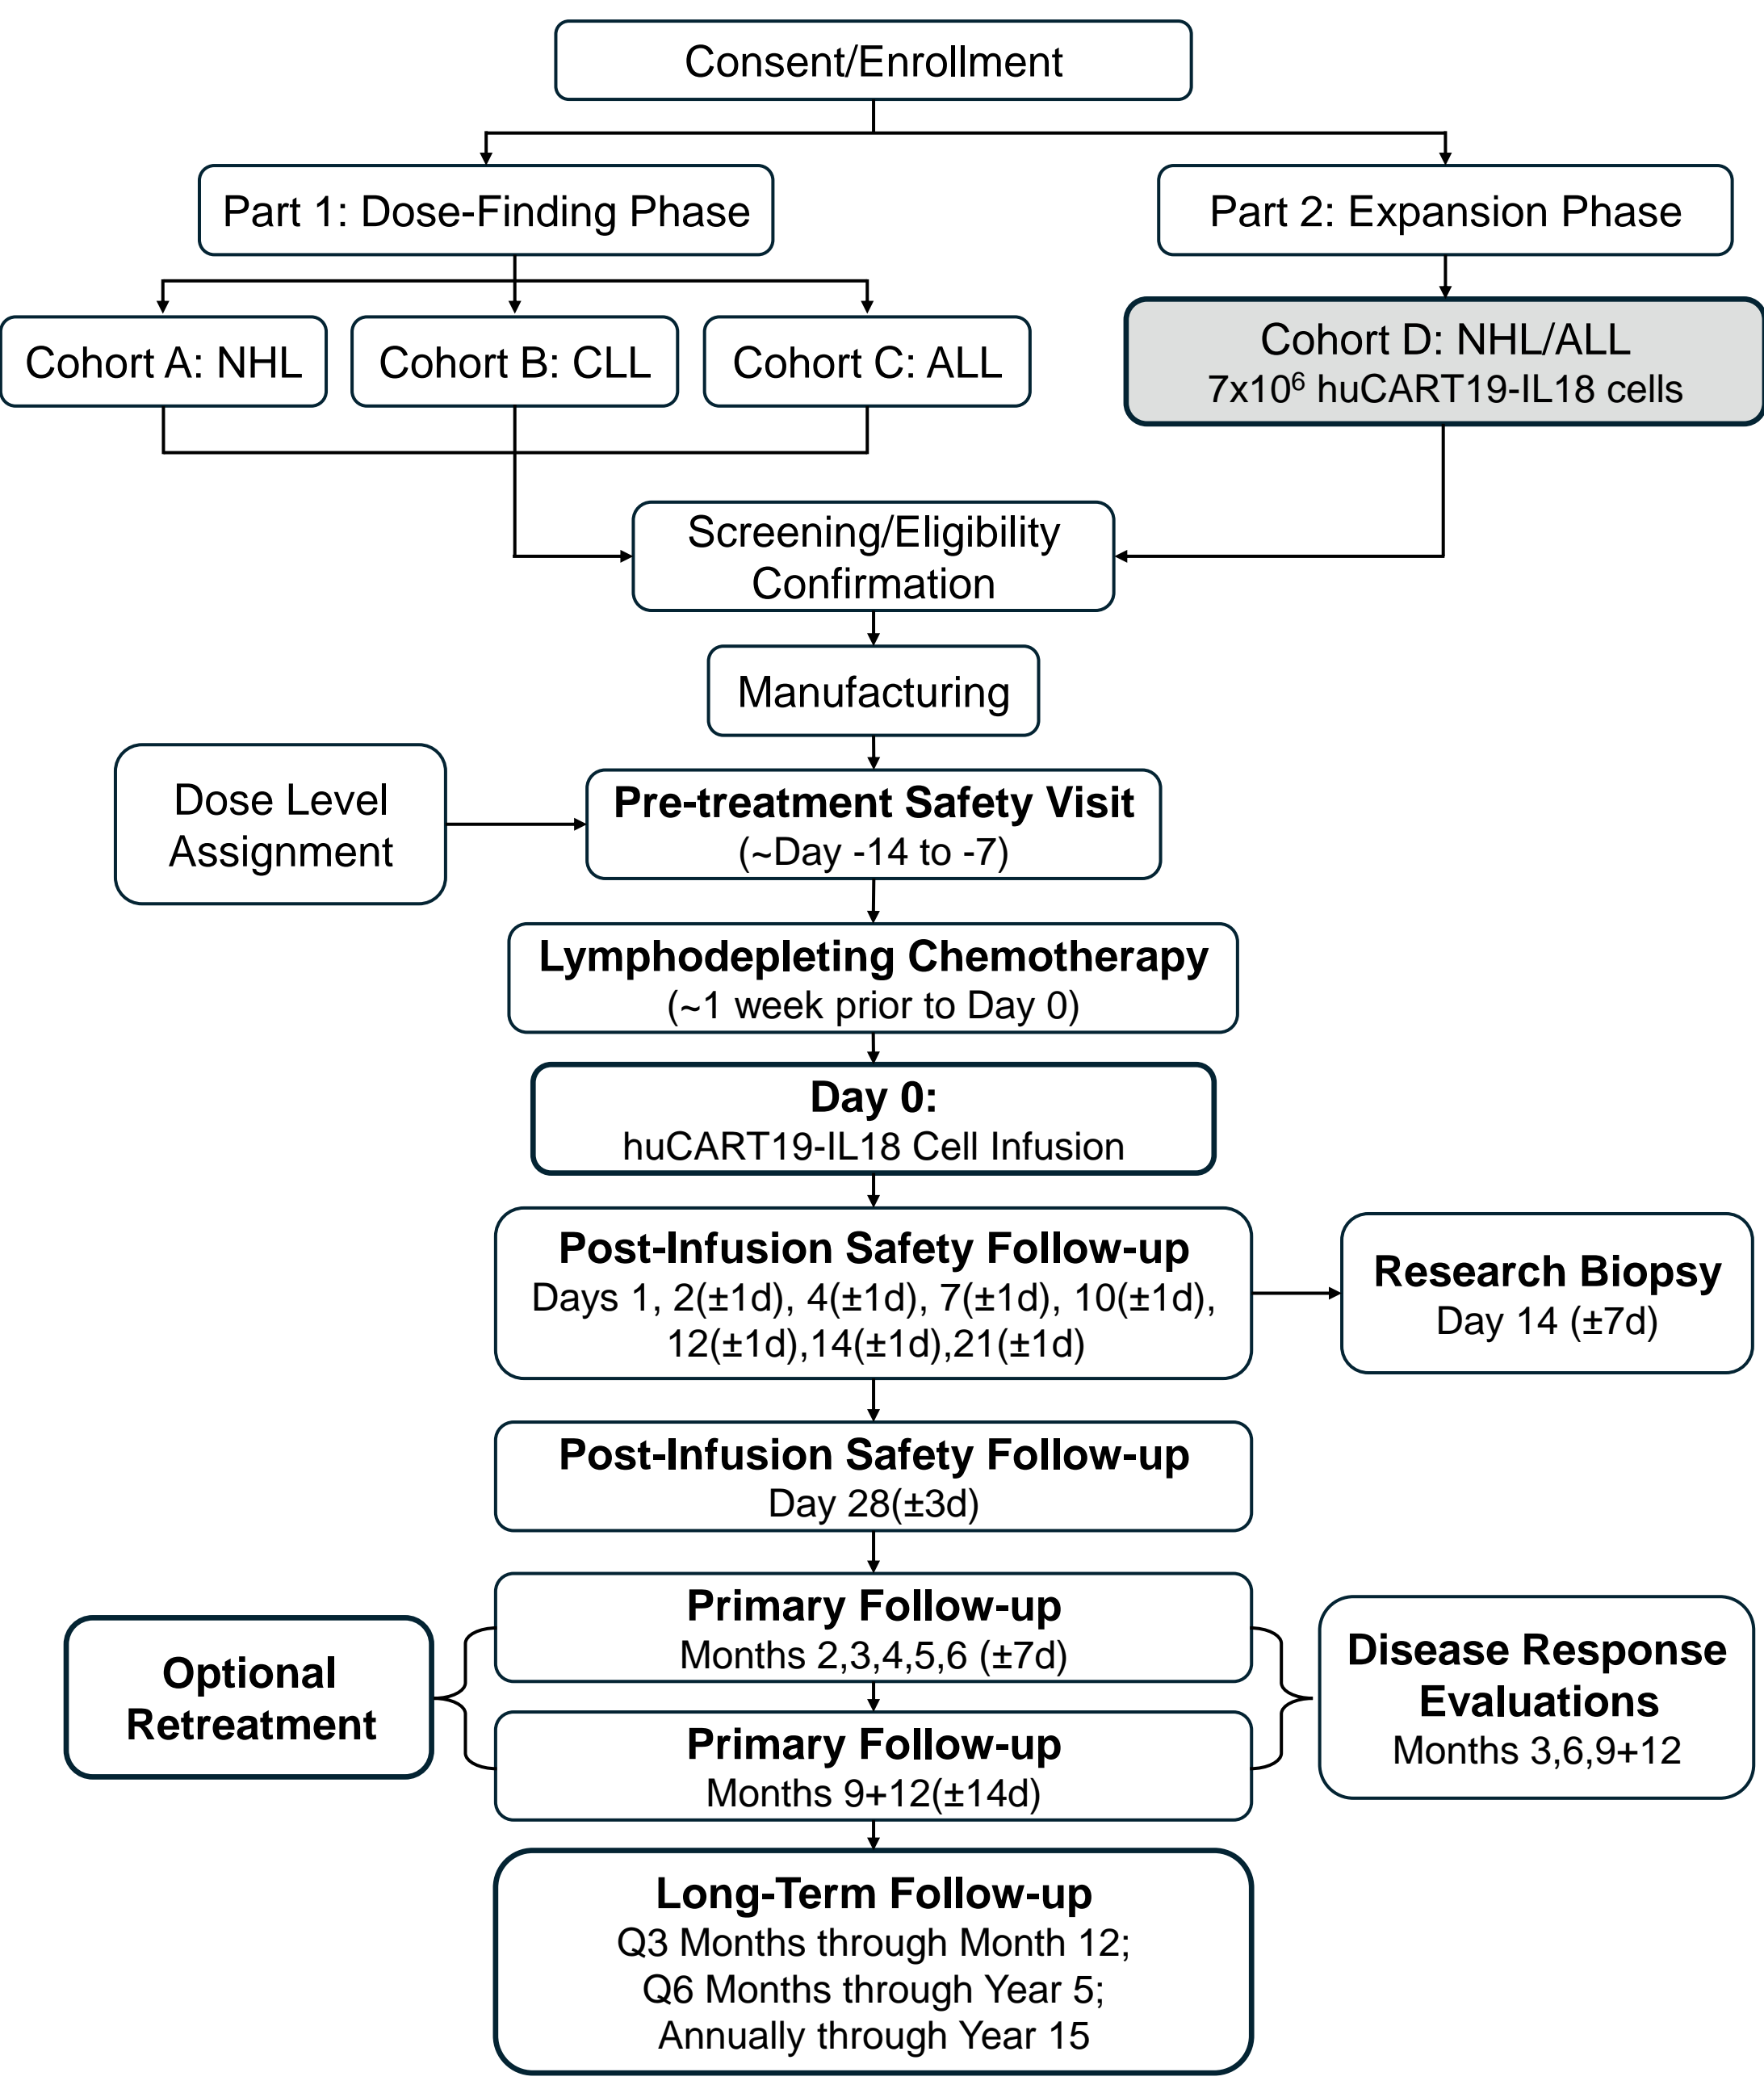 Consent/Enrollment
Part 1: Dose-Finding Phase
Part 2: Expansion Phase
Cohort A: NHL
Cohort B: CLL
Cohort C: ALL
Cohort D: NHL/ALL
7x10⁶ huCART19-IL18 cells
Screening/Eligibility
Confirmation
Manufacturing
Dose Level
Assignment
Pre-treatment Safety Visit
(~Day -14 to -7)
Lymphodepleting Chemotherapy
(~1 week prior to Day 0)
Day 0:
huCART19-IL18 Cell Infusion
Post-Infusion Safety Follow-up
Days 1, 2(±1d), 4(±1d), 7(±1d), 10(±1d),
12(±1d),14(±1d),21(±1d)
Research Biopsy
Day 14 (±7d)
Post-Infusion Safety Follow-up
Day 28(±3d)
Primary Follow-up
Months 2,3,4,5,6 (±7d)
Optional
Retreatment
Disease Response
Evaluations
Months 3,6,9+12
Primary Follow-up
Months 9+12(±14d)
Long-Term Follow-up
Q3 Months through Month 12;
Q6 Months through Year 5;
Annually through Year 15